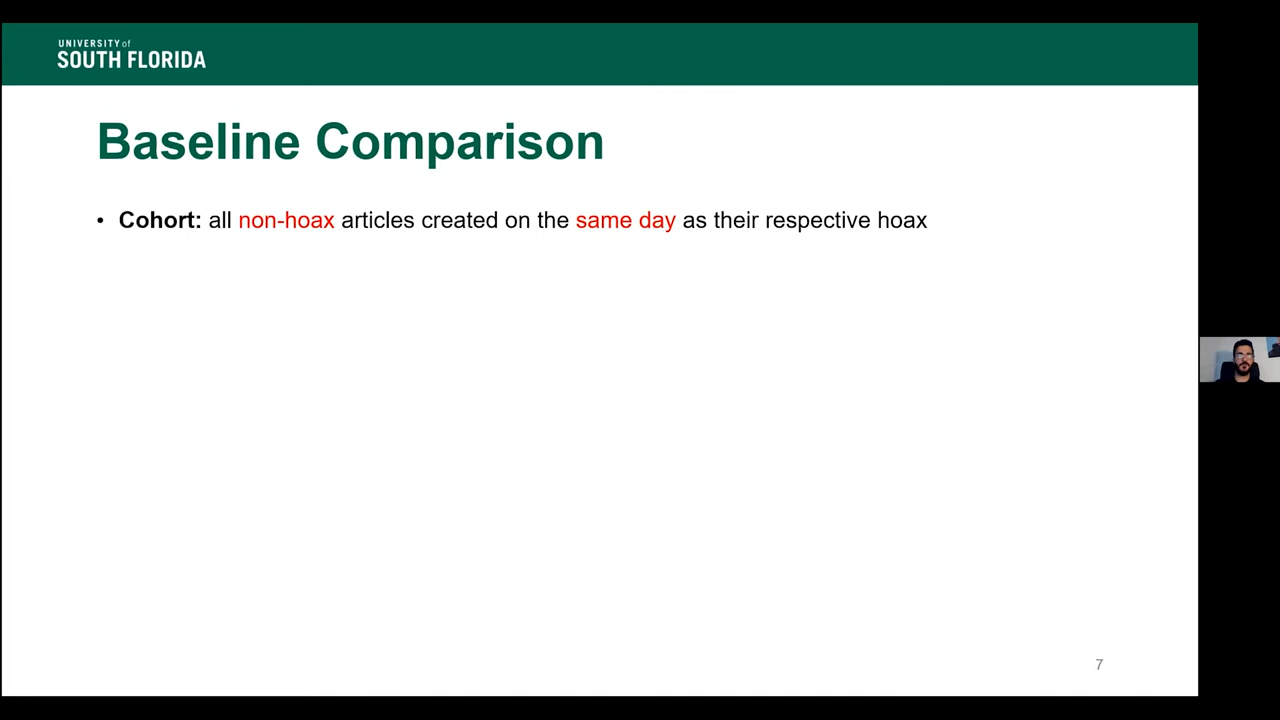 UNIVERSITY of
SOUTH FLORIDA
Baseline Comparison
• Cohort: all non-hoax articles created on the same day as their respective hoax
7